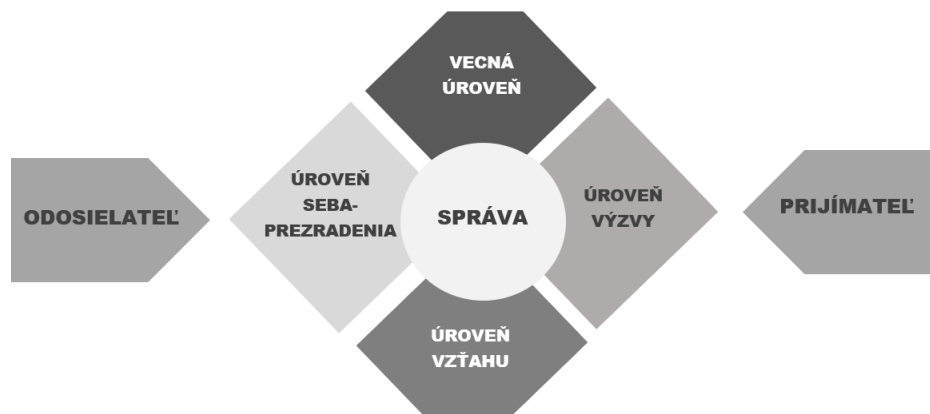 VECNÁ
ÚROVEŇ
ODOSIELATEĽ
ÚROVEŇ
SEBA-
PREZRADENIA
SPRÁVA
ÚROVEŇ
VÝZVY
PRIJÍMATEĽ
ÚROVEŇ
VZŤAHU